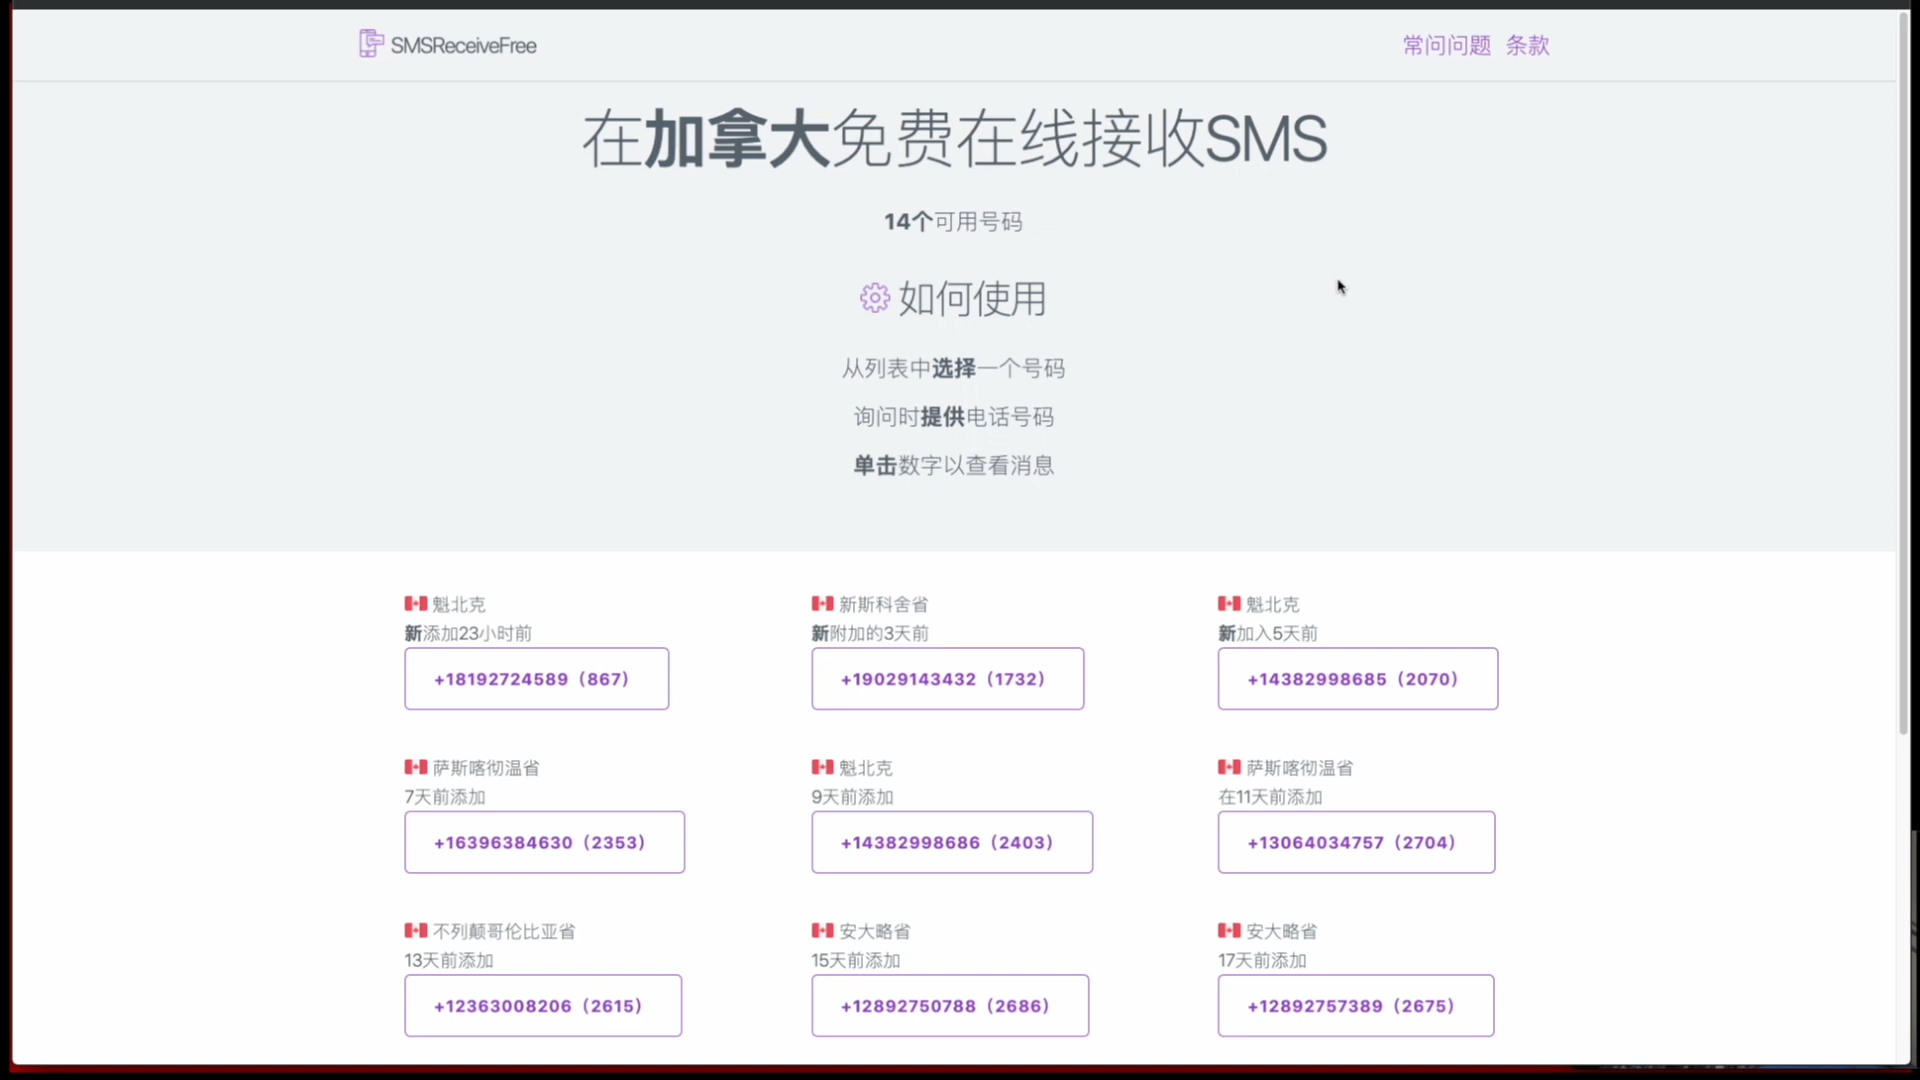 SMSReceiveFree
常问问题 条款
在加拿大免费在线接收SMS
14个可用号码
如何使用
从列表中选择一个号码
询问时提供电话号码
单击数字以查看消息
魁北克
新添加23小时前
+18192724589（867）
新斯科舍省
新附加的3天前
+19029143432（1732）
魁北克
新加入5天前
+14382998685（2070）
萨斯喀彻温省
7天前添加
+16396384630（2353）
魁北克
9天前添加
+14382998686（2403）
萨斯喀彻温省
在11天前添加
+13064034757（2704）
不列颠哥伦比亚省
13天前添加
+12363008206（2615）
安大略省
15天前添加
+12892750788（2686）
安大略省
17天前添加
+12892757389（2675）